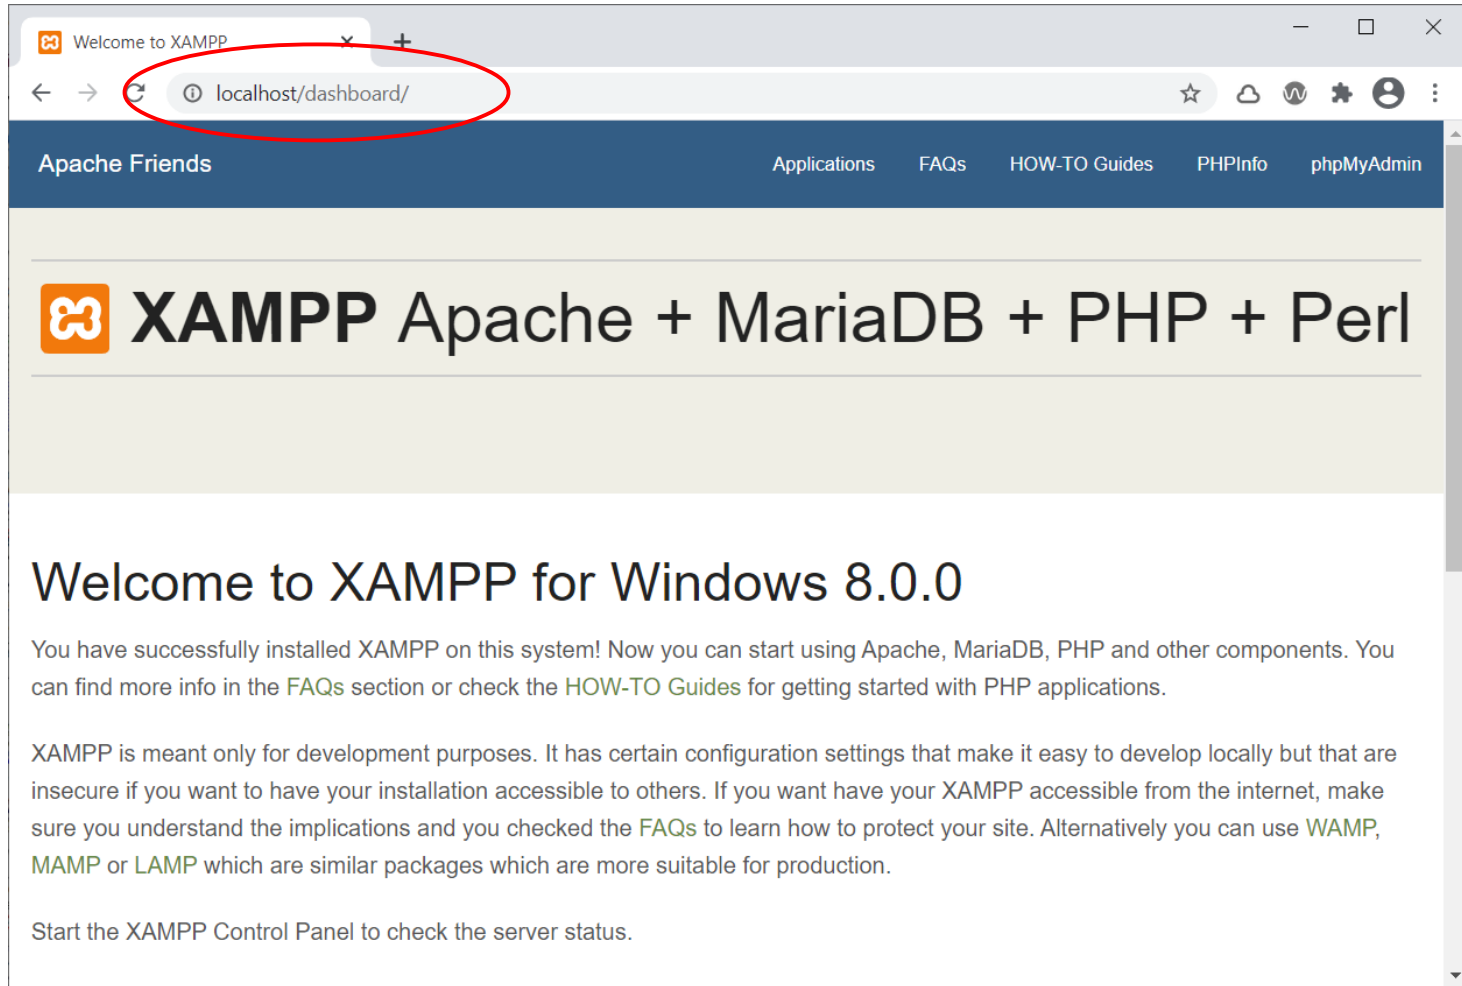 Welcome to XAMPP
localhost/dashboard/
Apache Friends
Applications FAQs HOW-TO Guides PHPInfo phpMyAdmin
XAMPP Apache + MariaDB + PHP + Perl
Welcome to XAMPP for Windows 8.0.0
You have successfully installed XAMPP on this system! Now you can start using Apache, MariaDB, PHP and other components. You
can find more info in the FAQs section or check the HOW-TO Guides for getting started with PHP applications.
XAMPP is meant only for development purposes. It has certain configuration settings that make it easy to develop locally but that are
insecure if you want to have your installation accessible to others. If you want have your XAMPP accessible from the internet, make
sure you understand the implications and you checked the FAQs to learn how to protect your site. Alternatively you can use WAMP,
MAMP or LAMP which are similar packages which are more suitable for production.
Start the XAMPP Control Panel to check the server status.